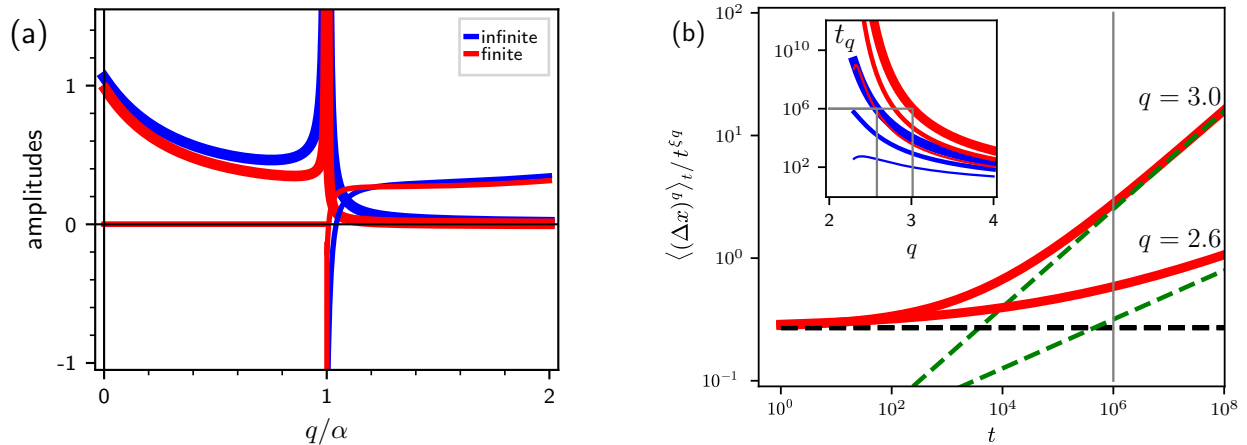 (a)
amplitudes
1
0
-1
infinite
finite
0
1
2
q/α
(b)
⟨(Δx)^q⟩_t / t^{ξ_q}
10²
10¹
10⁰
10⁻¹
t_q
10¹⁰
10⁶
10²
2
3
4
q
q = 3.0
q = 2.6
10⁰
10²
10⁴
10⁶
10⁸
t